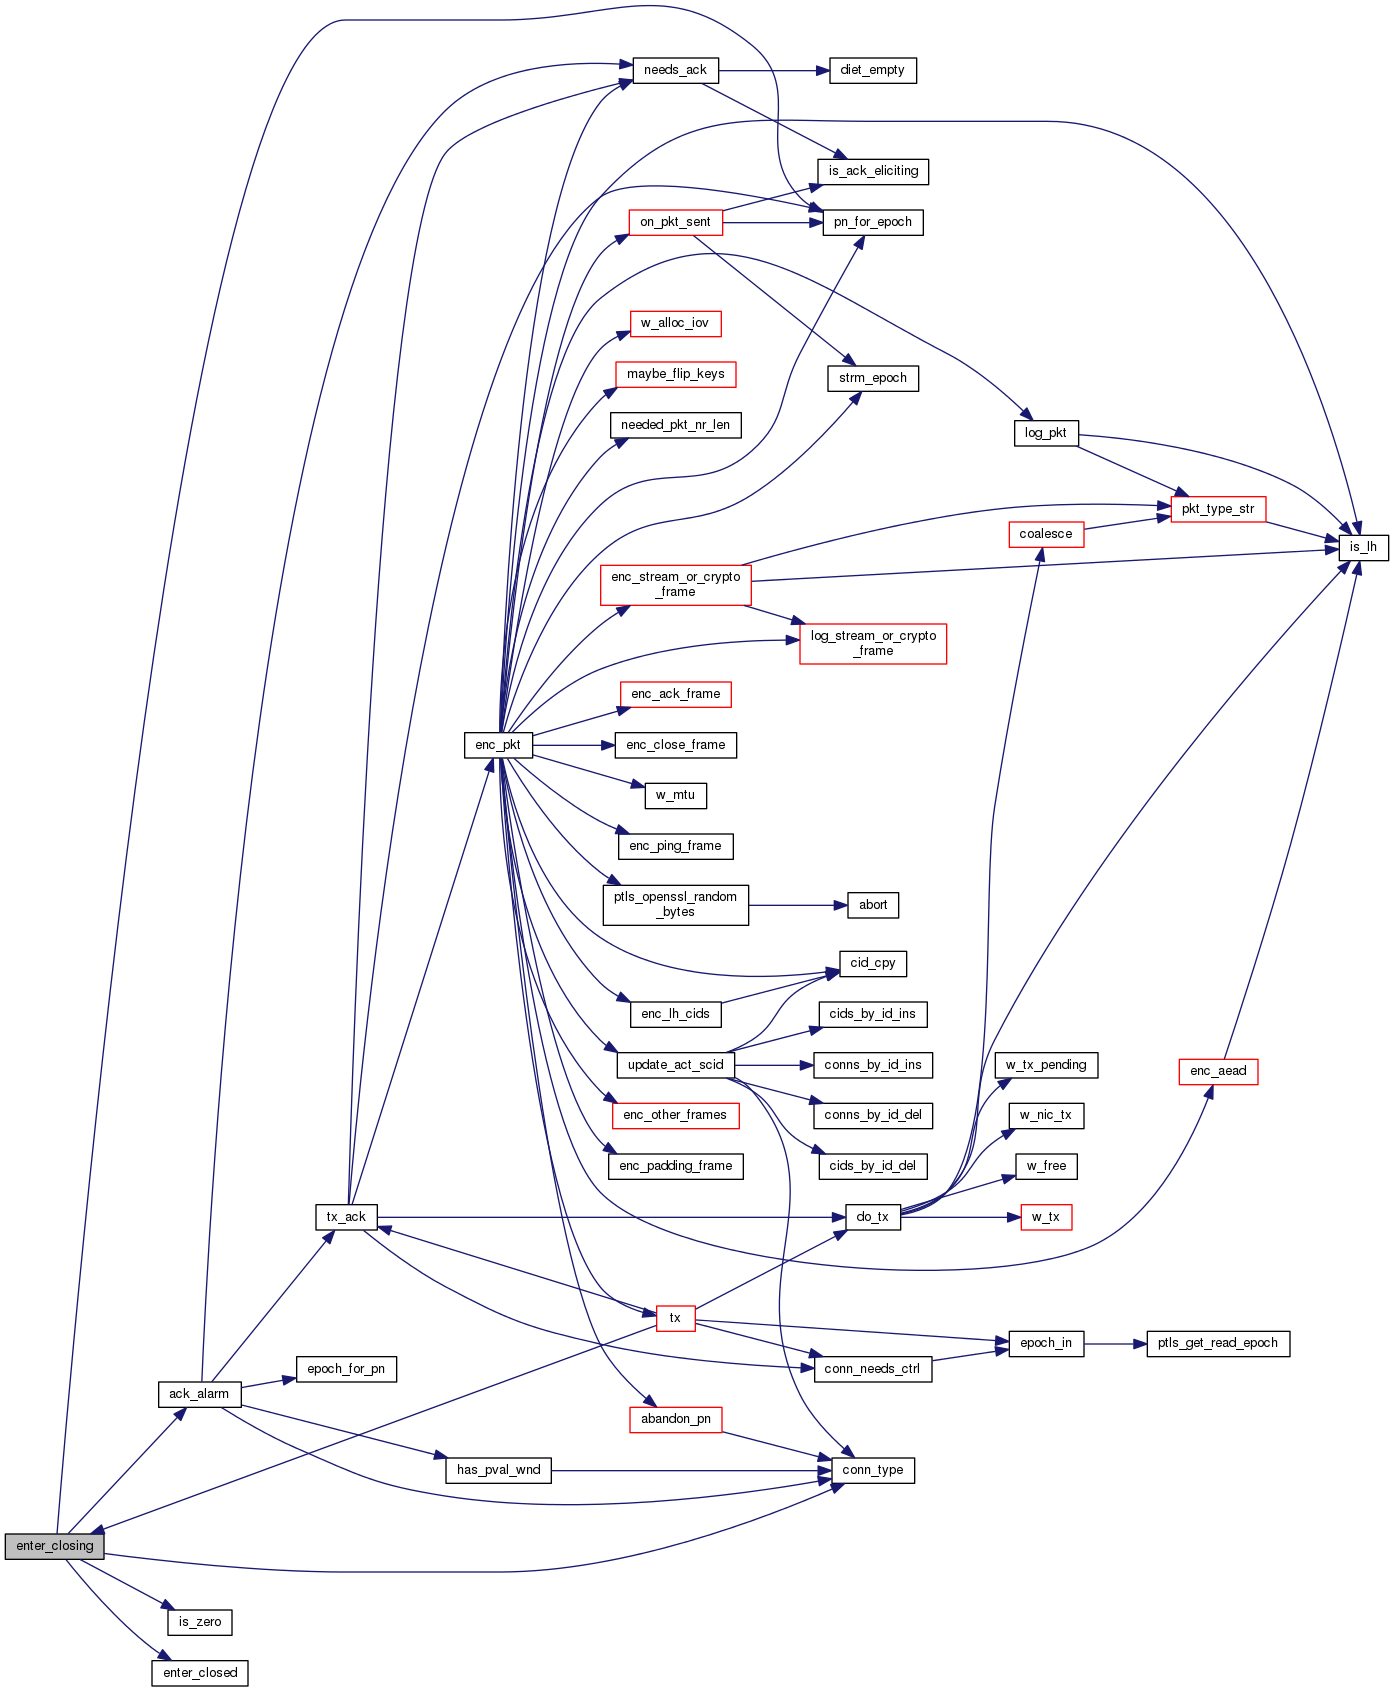 needs_ack
diet_empty
is_ack_eliciting
on_pkt_sent
pn_for_epoch
w_alloc_iov
maybe_flip_keys
strm_epoch
needed_pkt_nr_len
log_pkt
pkt_type_str
coalesce
is_lh
enc_stream_or_crypto
_frame
log_stream_or_crypto
_frame
enc_ack_frame
enc_pkt
enc_close_frame
w_mtu
enc_ping_frame
ptls_openssl_random
_bytes
abort
cid_cpy
enc_lh_cids
cids_by_id_ins
update_act_scid
conns_by_id_ins
w_tx_pending
enc_aead
enc_other_frames
conns_by_id_del
w_nic_tx
enc_padding_frame
cids_by_id_del
w_free
tx_ack
do_tx
w_tx
tx
epoch_in
ptls_get_read_epoch
epoch_for_pn
conn_needs_ctrl
ack_alarm
abandon_pn
has_pval_wnd
conn_type
enter_closing
is_zero
enter_closed